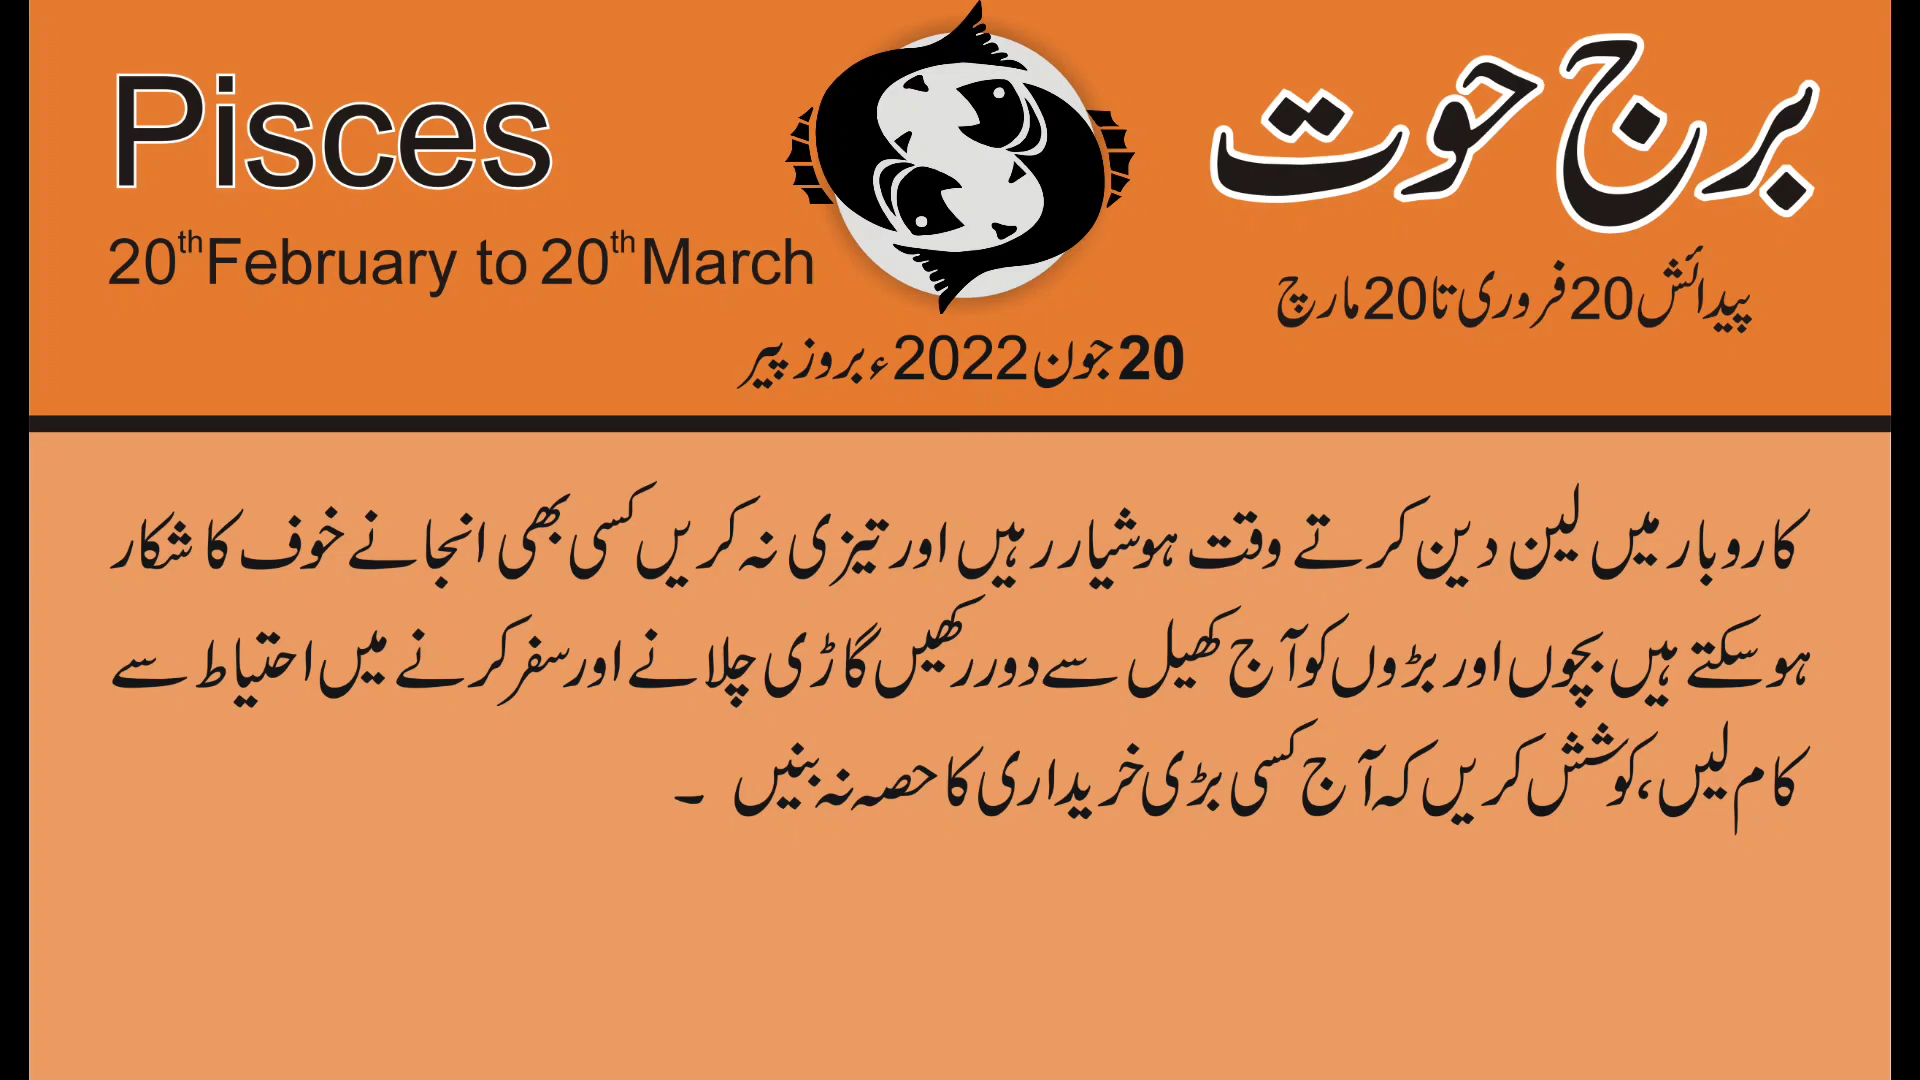 Pisces
برج حوت
20th February to 20th March
پیدائش 20 فروری تا 20 مارچ
20 جون 2022ء بروز پیر
کاروبار میں لین دین کرتے وقت ہوشیار رہیں اور تیزی نہ کریں کسی بھی انجانے خوف کا شکار
ہو سکتے ہیں بچوں اور بڑوں کو آج کھیل سے دور رکھیں گاڑی چلانے اور سفر کرنے میں احتیاط سے
کام لیں، کوشش کریں کہ آج کسی بڑی خریداری کا حصہ نہ بنیں ۔